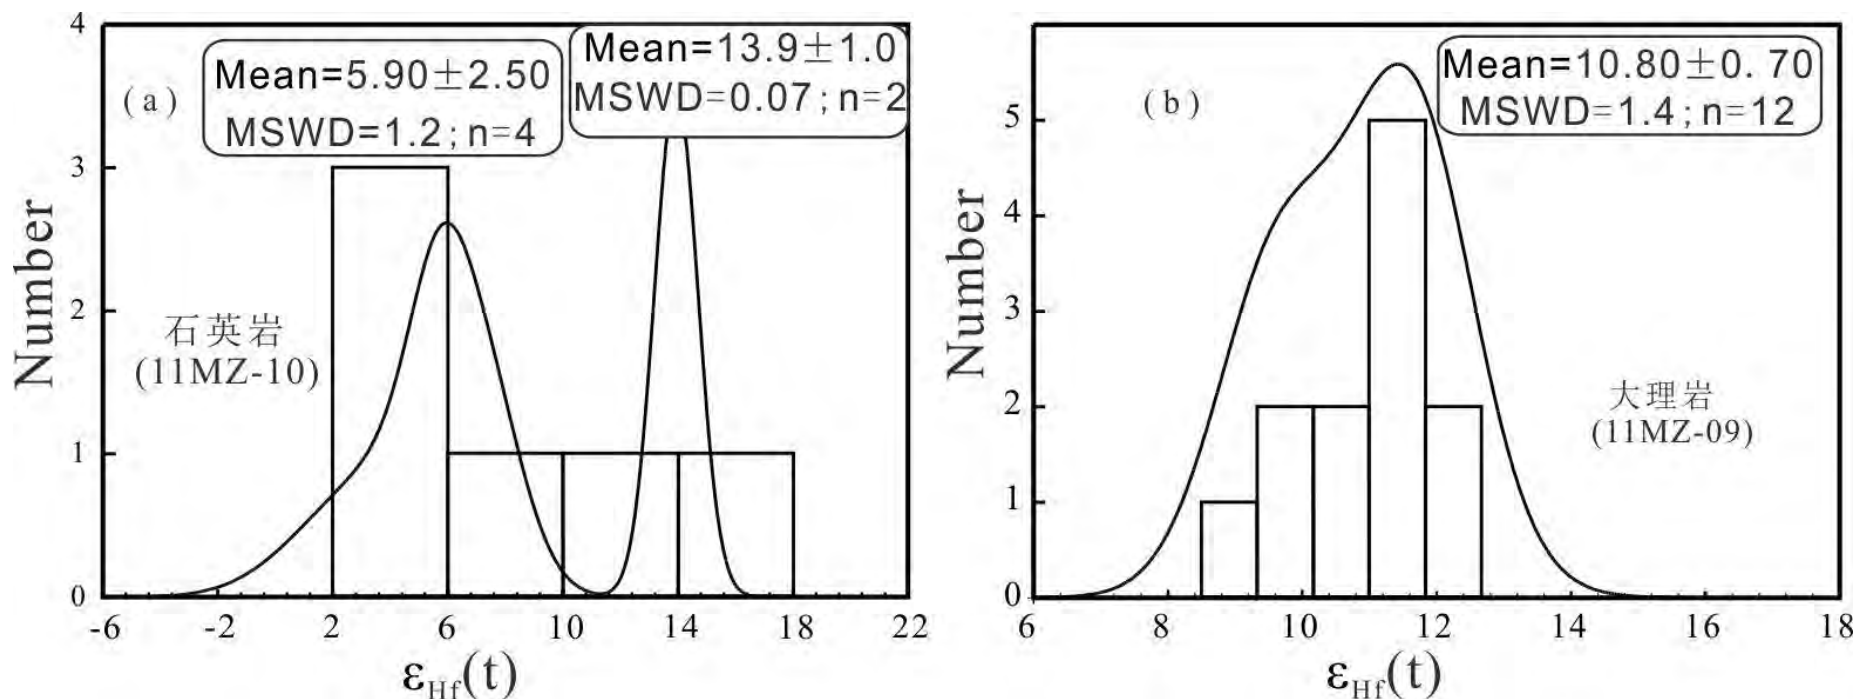 4
3
2
1
0
Number
(a)
Mean=5.90±2.50
MSWD=1.2; n=4
Mean=13.9±1.0
MSWD=0.07; n=2
石英岩
(11MZ-10)
-6 -2 2 6 10 14 18 22
εHf(t)
5
4
3
2
1
0
Number
(b)
Mean=10.80±0.70
MSWD=1.4; n=12
大理岩
(11MZ-09)
6 8 10 12 14 16 18
εHf(t)